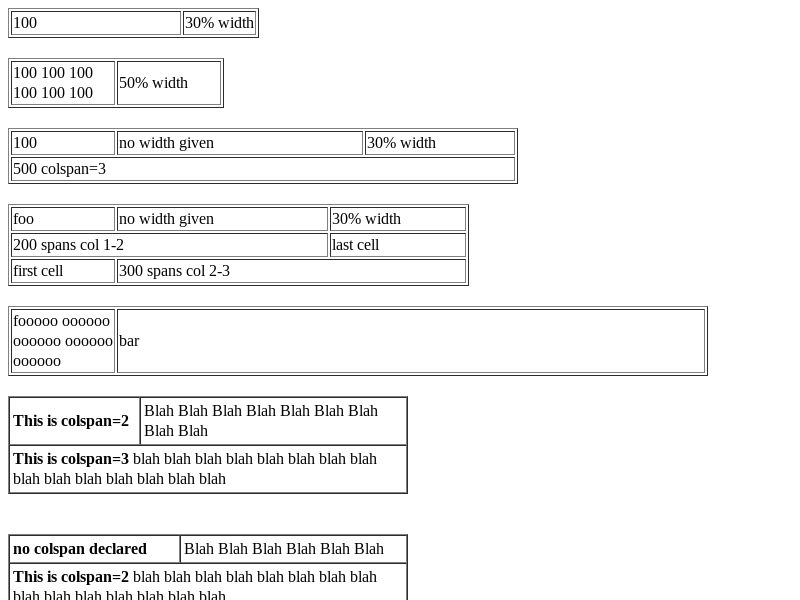 100 30% width
100 100 100
100 100 100
50% width
100 no width given 30% width
500 colspan=3
foo no width given 30% width
200 spans col 1-2 last cell
first cell 300 spans col 2-3
fooooo oooooo
oooooo oooooo
oooooo
bar
This is colspan=2
Blah Blah Blah Blah Blah Blah Blah
Blah Blah
This is colspan=3 blah blah blah blah blah blah blah blah
blah blah blah blah blah blah blah
no colspan declared Blah Blah Blah Blah Blah Blah
This is colspan=2 blah blah blah blah blah blah blah blah
blah blah blah blah blah blah blah